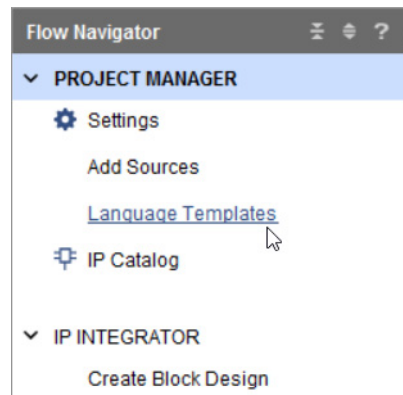 Flow Navigator ?
PROJECT MANAGER
Settings
Add Sources
Language Templates
IP Catalog
IP INTEGRATOR
Create Block Design